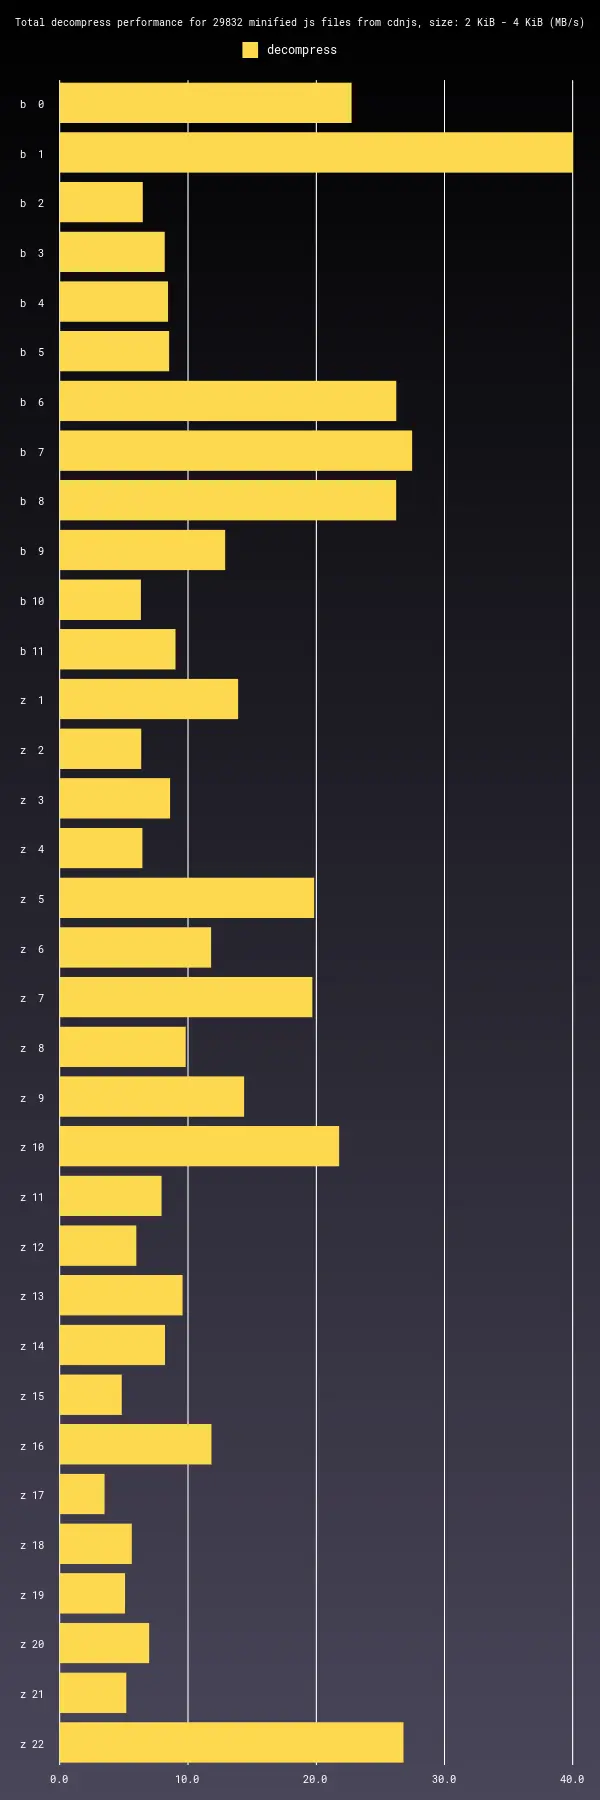 Total decompress performance for 29832 minified js files from cdnjs, size: 2 KiB - 4 KiB (MB/s)
decompress
b 0
b 1
b 2
b 3
b 4
b 5
b 6
b 7
b 8
b 9
b 10
b 11
z 1
z 2
z 3
z 4
z 5
z 6
z 7
z 8
z 9
z 10
z 11
z 12
z 13
z 14
z 15
z 16
z 17
z 18
z 19
z 20
z 21
z 22
0.0 10.0 20.0 30.0 40.0